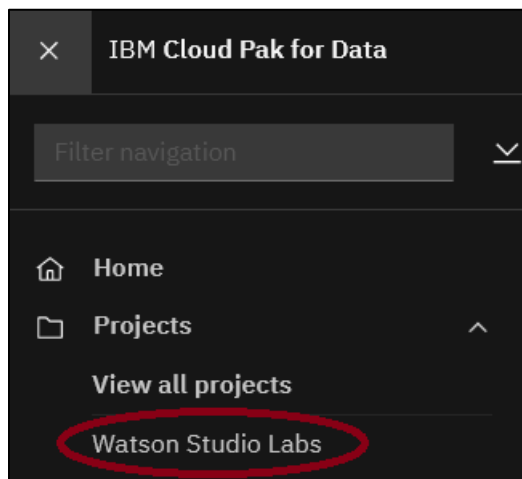 IBM Cloud Pak for Data
Filter navigation
Home
Projects
View all projects
Watson Studio Labs